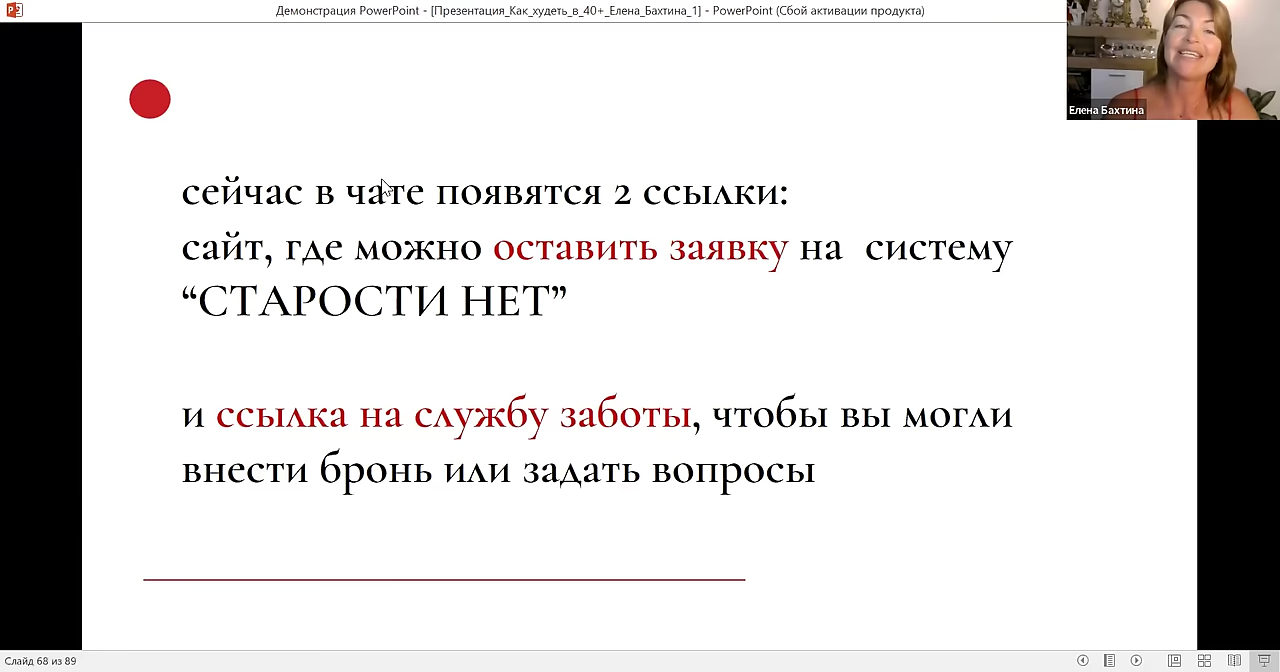 Демонстрация PowerPoint - [Презентация_Как_худеть_в_40+_Елена_Бахтина_1] - PowerPoint (Сбой активации продукта)
Елена Бахтина
сейчас в чате появятся 2 ссылки:
сайт, где можно оставить заявку на система
“СТАРОСТИ НЕТ”
и ссылка на службу заботы, чтобы вы могли
внести бронь или задать вопросы
Слайд 68 из 89